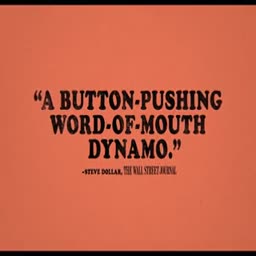 “A BUTTON-PUSHING
WORD-OF-MOUTH
DYNAMO.”
-STEVE DOLLAR, THE WALL STREET JOURNAL